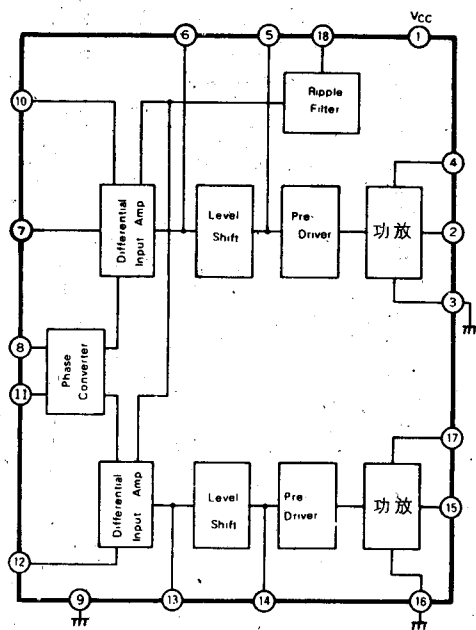 Vcc
6
5
18
1
Ripple
Filter
10
4
Differential
Input Amp
Level
Shift
Pre-
Driver
功放
7
2
3
8
Phase
Converter
11
17
Differential
Input Amp
Level
Shift
Pre-
Driver
功放
15
12
9
13
14
16